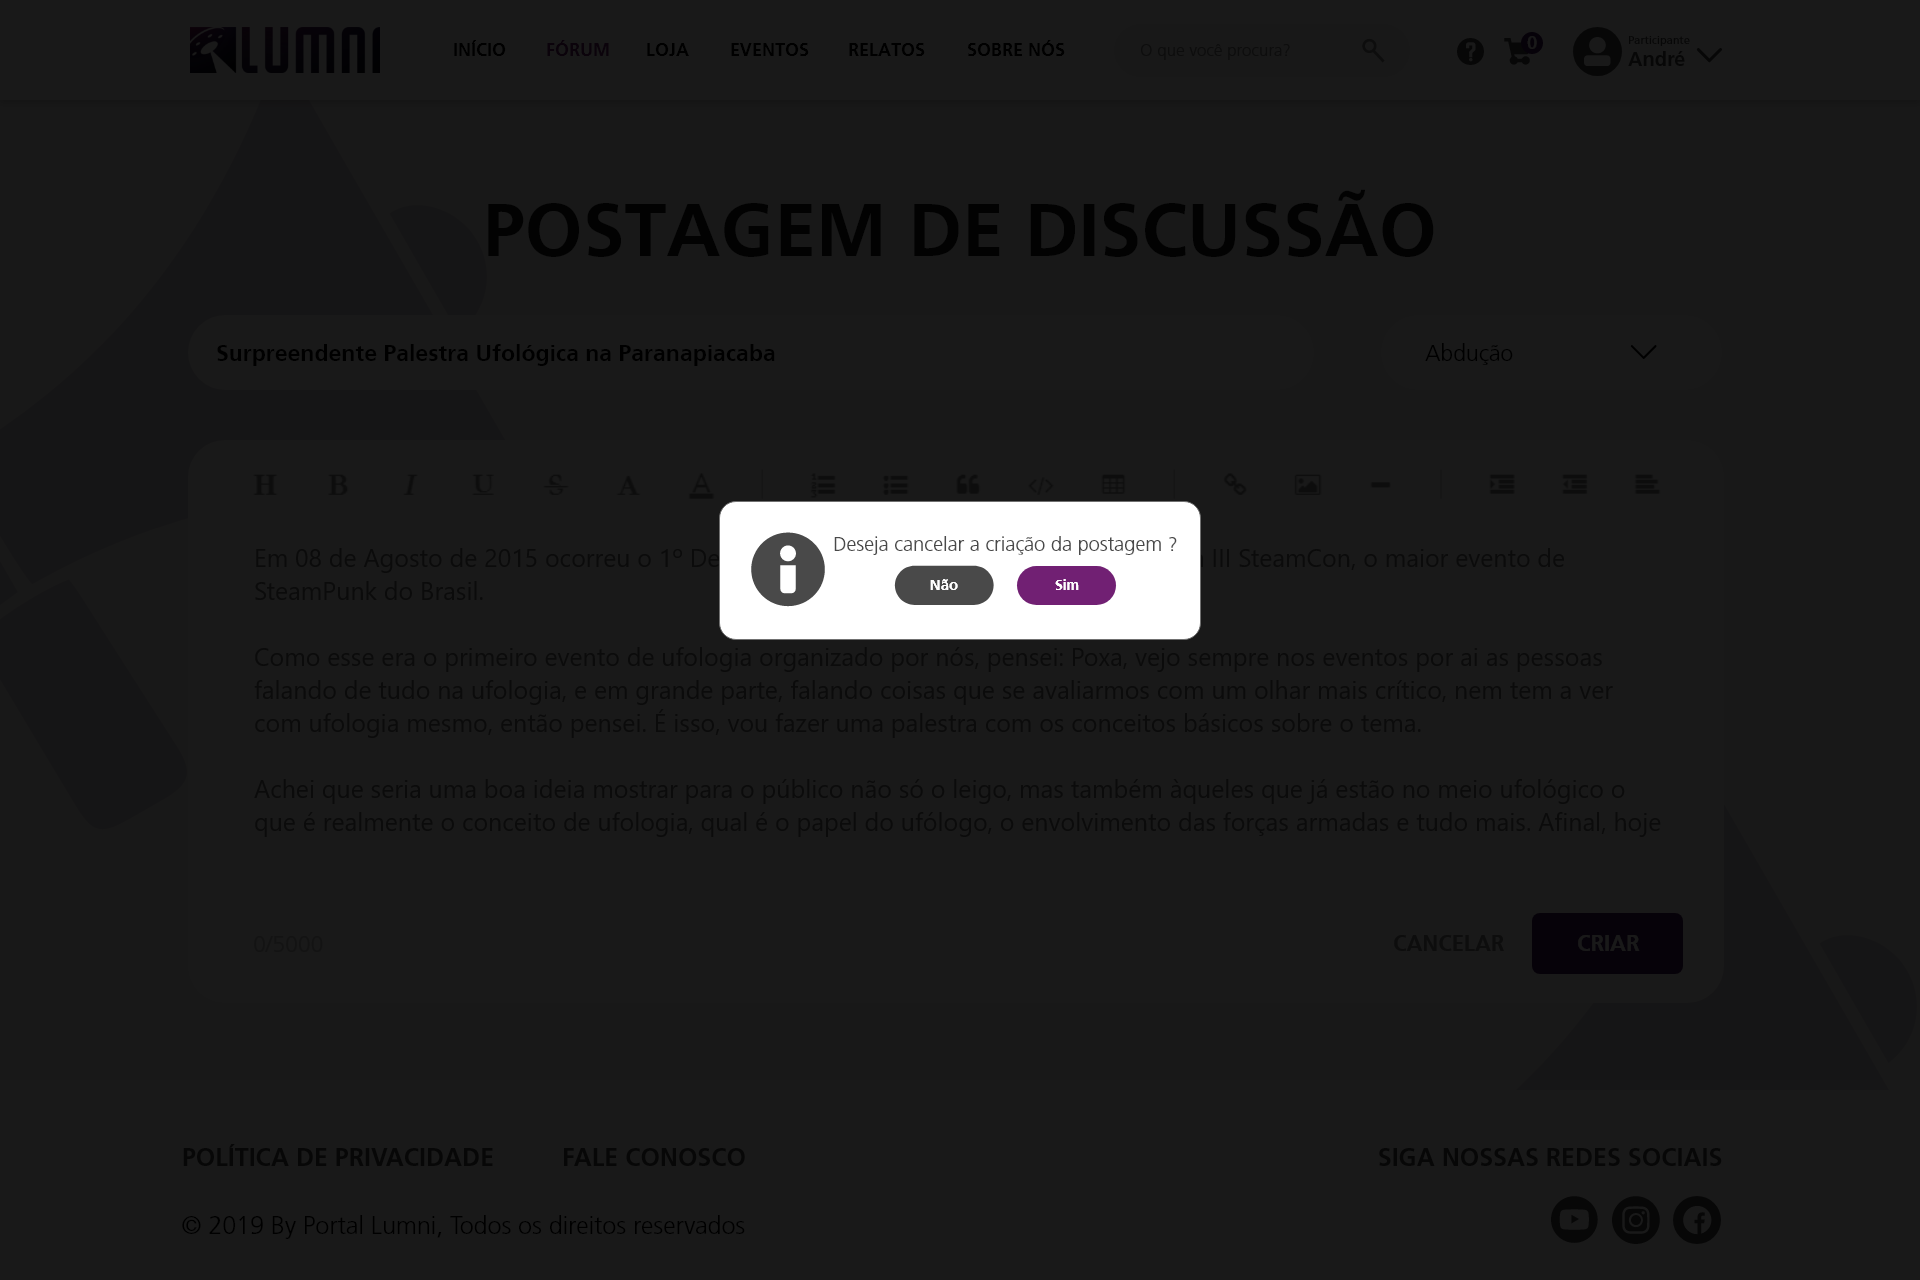 LUMNI INÍCIO FÓRUM LOJA EVENTOS RELATOS SOBRE NÓS O que você procura? 0 Participante
André
POSTAGEM DE DISCUSSÃO
Surpreendente Palestra Ufológica na Paranapiacaba Abdução
H B I U S A A
Deseja cancelar a criação da postagem ?
Não Sim
Em 08 de Agosto de 2015 ocorreu o 1º De III SteamCon, o maior evento de
SteamPunk do Brasil.
Como esse era o primeiro evento de ufologia organizado por nós, pensei: Poxa, vejo sempre nos eventos por ai as pessoas
falando de tudo na ufologia, e em grande parte, falando coisas que se avaliarmos com um olhar mais crítico, nem tem a ver
com ufologia mesmo, então pensei. É isso, vou fazer uma palestra com os conceitos básicos sobre o tema.
Achei que seria uma boa ideia mostrar para o público não só o leigo, mas também àqueles que já estão no meio ufológico o
que é realmente o conceito de ufologia, qual é o papel do ufólogo, o envolvimento das forças armadas e tudo mais. Afinal, hoje
0/5000 CANCELAR CRIAR
POLÍTICA DE PRIVACIDADE FALE CONOSCO SIGA NOSSAS REDES SOCIAIS
© 2019 By Portal Lumni, Todos os direitos reservados